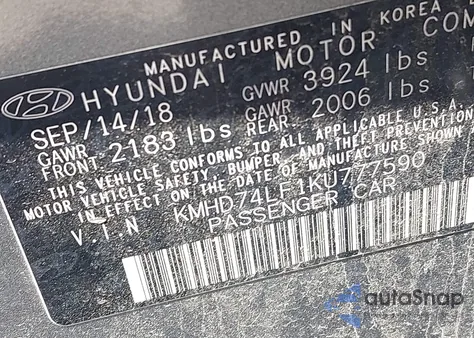 MANUFACTURED IN KOREA
HYUNDAI MOTOR COM
SEP/14/18 GVWR 3924 lbs
GAWR FRONT 2183 lbs GAWR REAR 2006 lbs
THIS VEHICLE CONFORMS TO ALL APPLICABLE U.S.A.
MOTOR VEHICLE SAFETY, BUMPER, AND THEFT PREVENTION
IN EFFECT ON THE DATE OF MANUFACTURE SHOWN
V.I.N KMHD74LF1KU777590
PASSENGER CAR
autoSnap